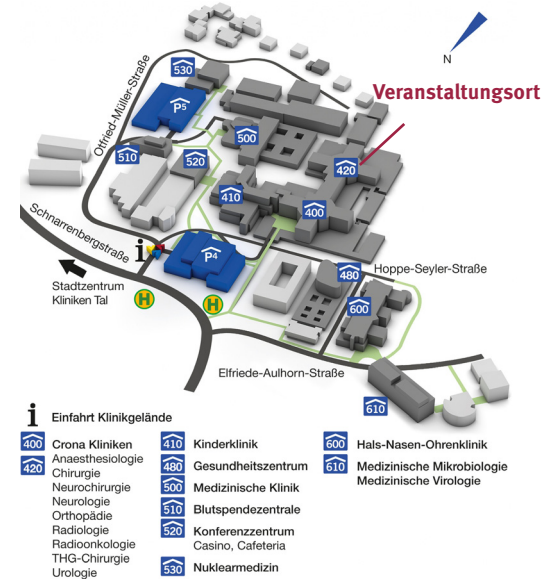 N
Veranstaltungsort
530
P5
Otfried-Müller-Straße
500
510
520
420
410
400
Schnarrenbergstraße
i
P4
480
Hoppe-Seyler-Straße
Stadtzentrum
Kliniken Tal
H
H
600
Elfriede-Aulhorn-Straße
610
i Einfahrt Klinikgelände
400 Crona Kliniken
420 Anaesthesiologie
Chirurgie
Neurochirurgie
Neurologie
Orthopädie
Radiologie
Radioonkologie
THG-Chirurgie
Urologie
410 Kinderklinik
480 Gesundheitszentrum
500 Medizinische Klinik
510 Blutspendezentrale
520 Konferenzzentrum
Casino, Cafeteria
530 Nuklearmedizin
600 Hals-Nasen-Ohrenklinik
610 Medizinische Mikrobiologie
Medizinische Virologie